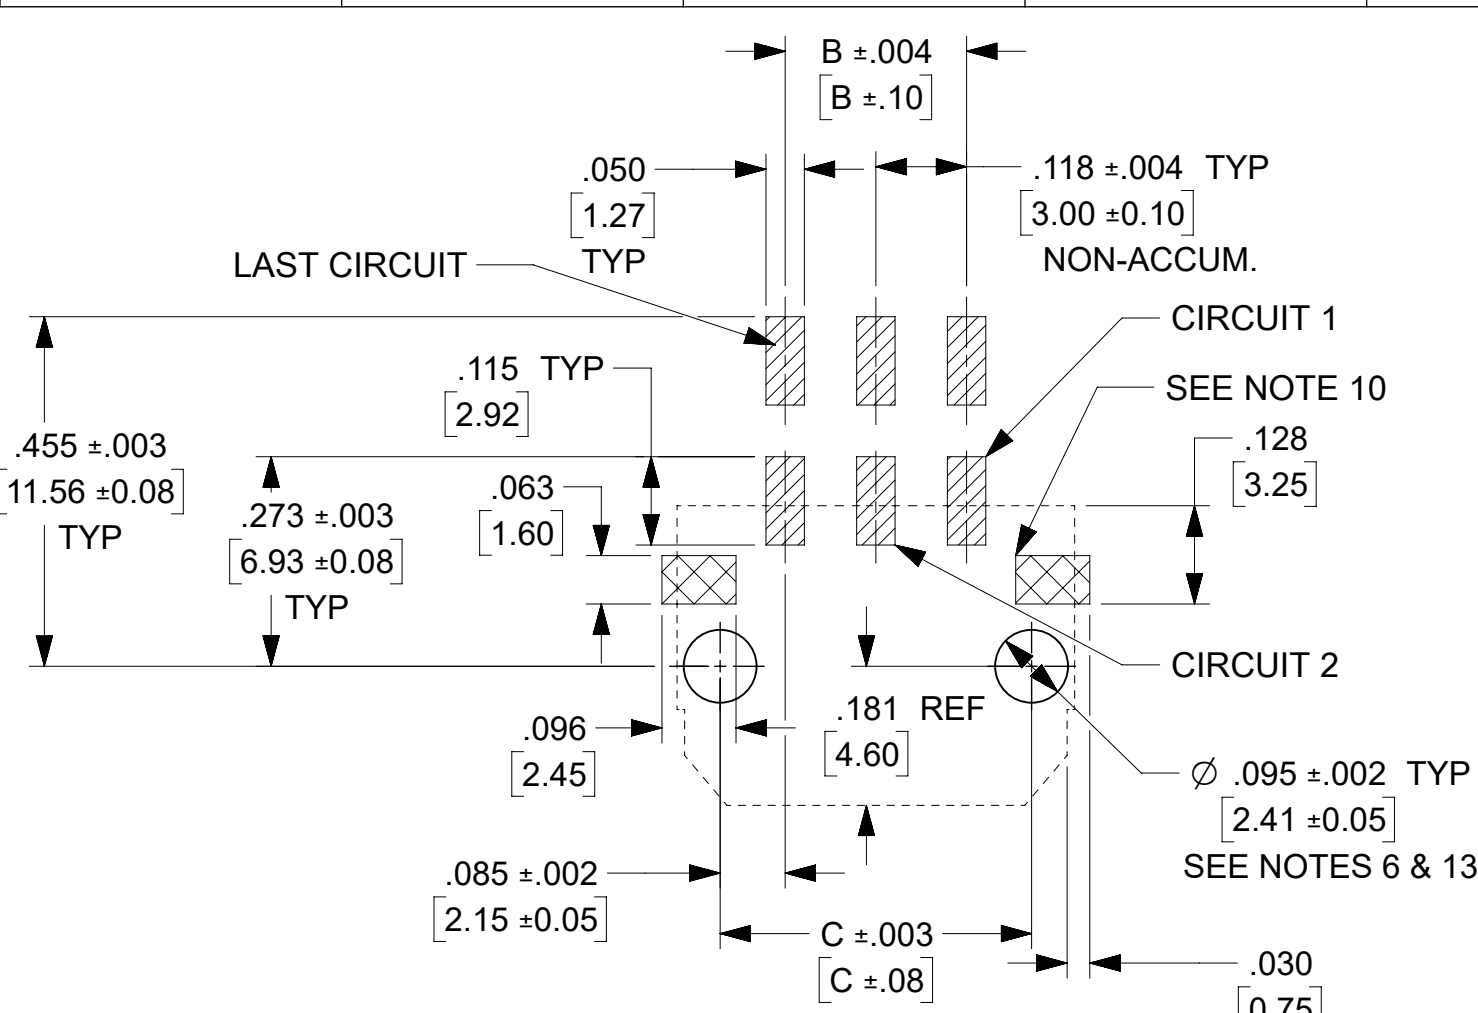 B ±.004
[B ±.10]
.050
[1.27]
TYP
.118 ±.004 TYP
[3.00 ±0.10]
NON-ACCUM.
LAST CIRCUIT
CIRCUIT 1
.115 TYP
[2.92]
SEE NOTE 10
.455 ±.003
11.56 ±0.08]
TYP
.128
[3.25]
.063
[1.60]
.273 ±.003
[6.93 ±0.08]
TYP
CIRCUIT 2
.096
[2.45]
.181 REF
[4.60]
Ø .095 ±.002 TYP
[2.41 ±0.05]
SEE NOTES 6 & 13
.085 ±.002
[2.15 ±0.05]
C ±.003
[C ±.08]
.030
[0.75]